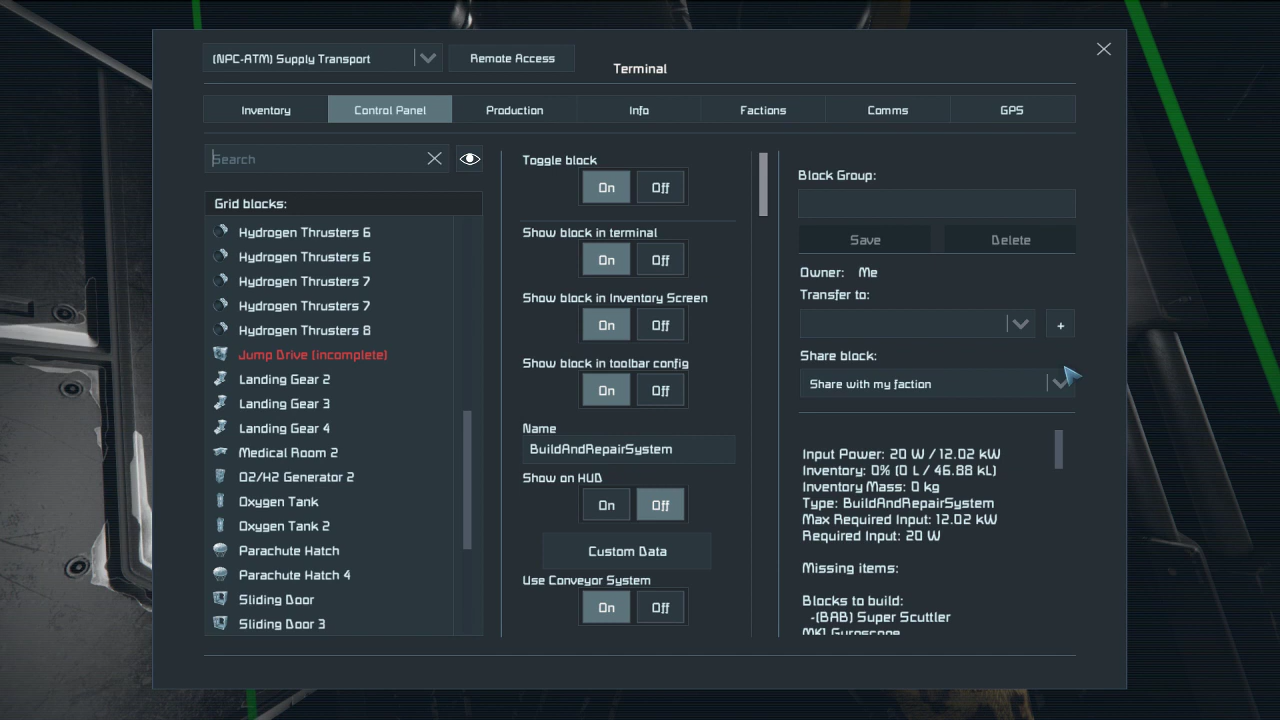 (NPC-ATM) Supply Transport
Remote Access
Terminal
Inventory
Control Panel
Production
Info
Factions
Comms
GPS
Search
Grid blocks:
Hydrogen Thrusters 6
Hydrogen Thrusters 6
Hydrogen Thrusters 7
Hydrogen Thrusters 7
Hydrogen Thrusters 8
Jump Drive (incomplete)
Landing Gear 2
Landing Gear 3
Landing Gear 4
Medical Room 2
O2/H2 Generator 2
Oxygen Tank
Oxygen Tank 2
Parachute Hatch
Parachute Hatch 4
Sliding Door
Sliding Door 3
Toggle block
On Off
Show block in terminal
On Off
Show block in Inventory Screen
On Off
Show block in toolbar config
On Off
Name
BuildAndRepairSystem
Show on HUD
On Off
Custom Data
Use Conveyor System
On Off
Block Group:
Save Delete
Owner: Me
Transfer to:
+
Share block:
Share with my faction
Input Power: 20 W / 12.02 kW
Inventory: 0% (0 L / 46.88 kL)
Inventory Mass: 0 kg
Type: BuildAndRepairSystem
Max Required Input: 12.02 kW
Required Input: 20 W
Missing items:
Blocks to build:
-(BAB) Super Scuttler
MK1 Gyroscope